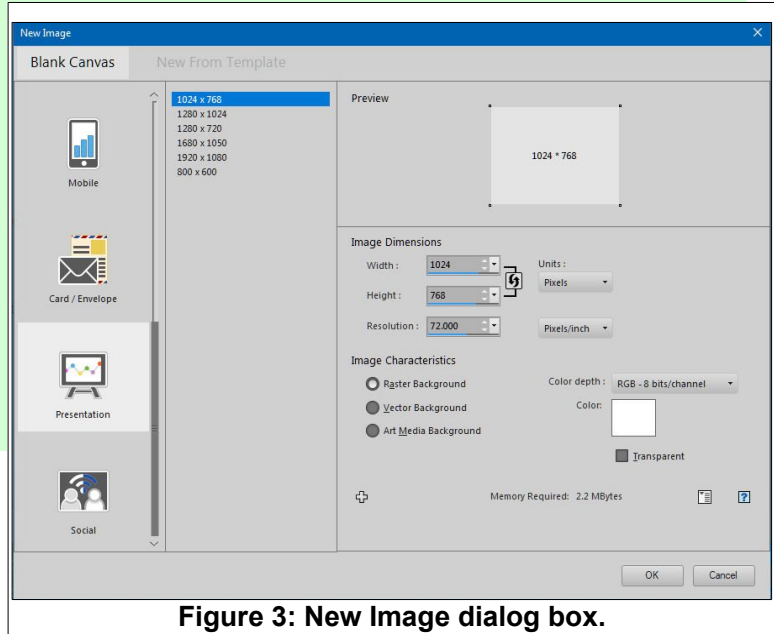 New Image
Blank Canvas
New From Template
Mobile
Card / Envelope
Presentation
Social
1024 x 768
1280 x 1024
1280 x 720
1680 x 1050
1920 x 1080
800 x 600
Preview
1024 * 768
Image Dimensions
Width :
1024
Units :
Pixels
Height :
768
Resolution :
72.000
Pixels/inch
Image Characteristics
Raster Background
Vector Background
Art Media Background
Color depth :
RGB - 8 bits/channel
Color:
Transparent
Memory Required: 2.2 MBytes
?
OK
Cancel
Figure 3: New Image dialog box.